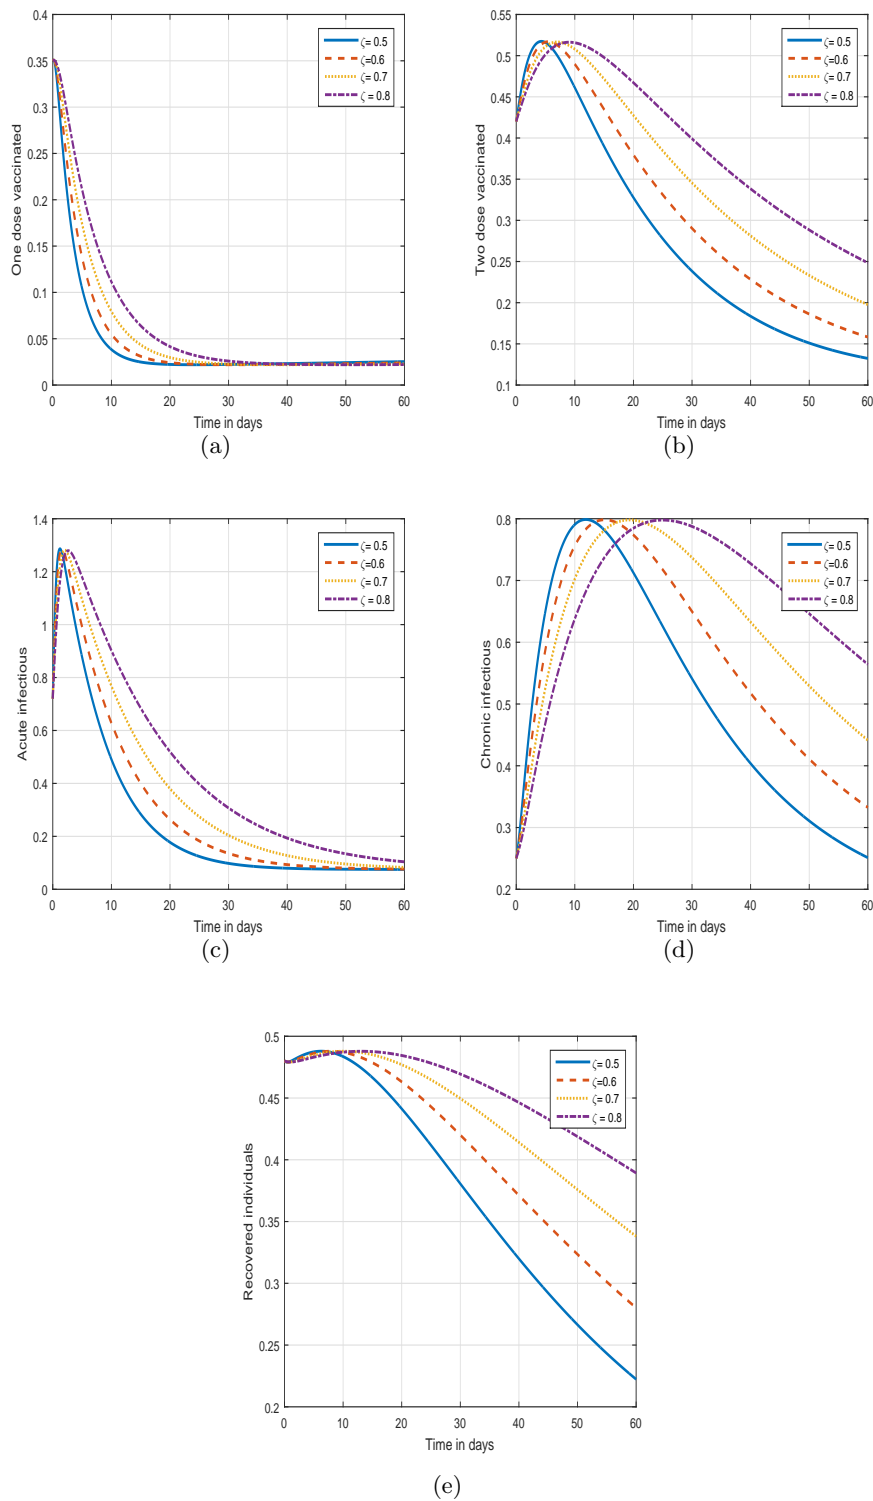 0.4
0.35
0.3
0.25
0.2
0.15
0.1
0.05
0
One dose vaccinated
ζ= 0.5
ζ=0.6
ζ= 0.7
ζ = 0.8
0 10 20 30 40 50 60
Time in days
(a)
0.55
0.5
0.45
0.4
0.35
0.3
0.25
0.2
0.15
0.1
Two dose vaccinated
ζ= 0.5
ζ=0.6
ζ= 0.7
ζ = 0.8
0 10 20 30 40 50 60
Time in days
(b)
1.4
1.2
1
0.8
0.6
0.4
0.2
0
Acute infectious
ζ= 0.5
ζ=0.6
ζ= 0.7
ζ = 0.8
0 10 20 30 40 50 60
Time in days
(c)
0.8
0.7
0.6
0.5
0.4
0.3
0.2
Chronic infectious
ζ= 0.5
ζ=0.6
ζ= 0.7
ζ = 0.8
0 10 20 30 40 50 60
Time in days
(d)
0.5
0.45
0.4
0.35
0.3
0.25
0.2
Recovered individuals
ζ= 0.5
ζ=0.6
ζ= 0.7
ζ = 0.8
0 10 20 30 40 50 60
Time in days
(e)